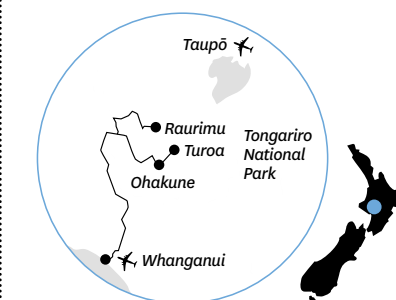 Taupō
Raurimu
Turoa
Tongariro
National
Park
Ohakune
Whanganui